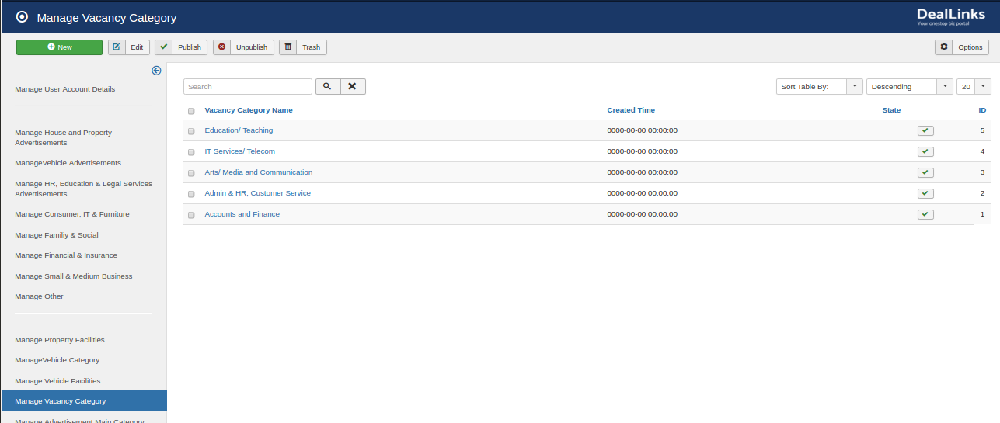 Manage Vacancy Category
DealLinks
Your onestop biz portal
New
Edit
Publish
Unpublish
Trash
Options
Manage User Account Details
Manage House and Property
Advertisements
ManageVehicle Advertisements
Manage HR, Education & Legal Services
Advertisements
Manage Consumer, IT & Furniture
Manage Familiy & Social
Manage Financial & Insurance
Manage Small & Medium Business
Manage Other
Manage Property Facilities
ManageVehicle Category
Manage Vehicle Facilities
Manage Vacancy Category
Manage Advertisement Main Category
Search
Sort Table By:
Descending
20
Vacancy Category Name Created Time State ID
Education/ Teaching 0000-00-00 00:00:00 5
IT Services/ Telecom 0000-00-00 00:00:00 4
Arts/ Media and Communication 0000-00-00 00:00:00 3
Admin & HR, Customer Service 0000-00-00 00:00:00 2
Accounts and Finance 0000-00-00 00:00:00 1